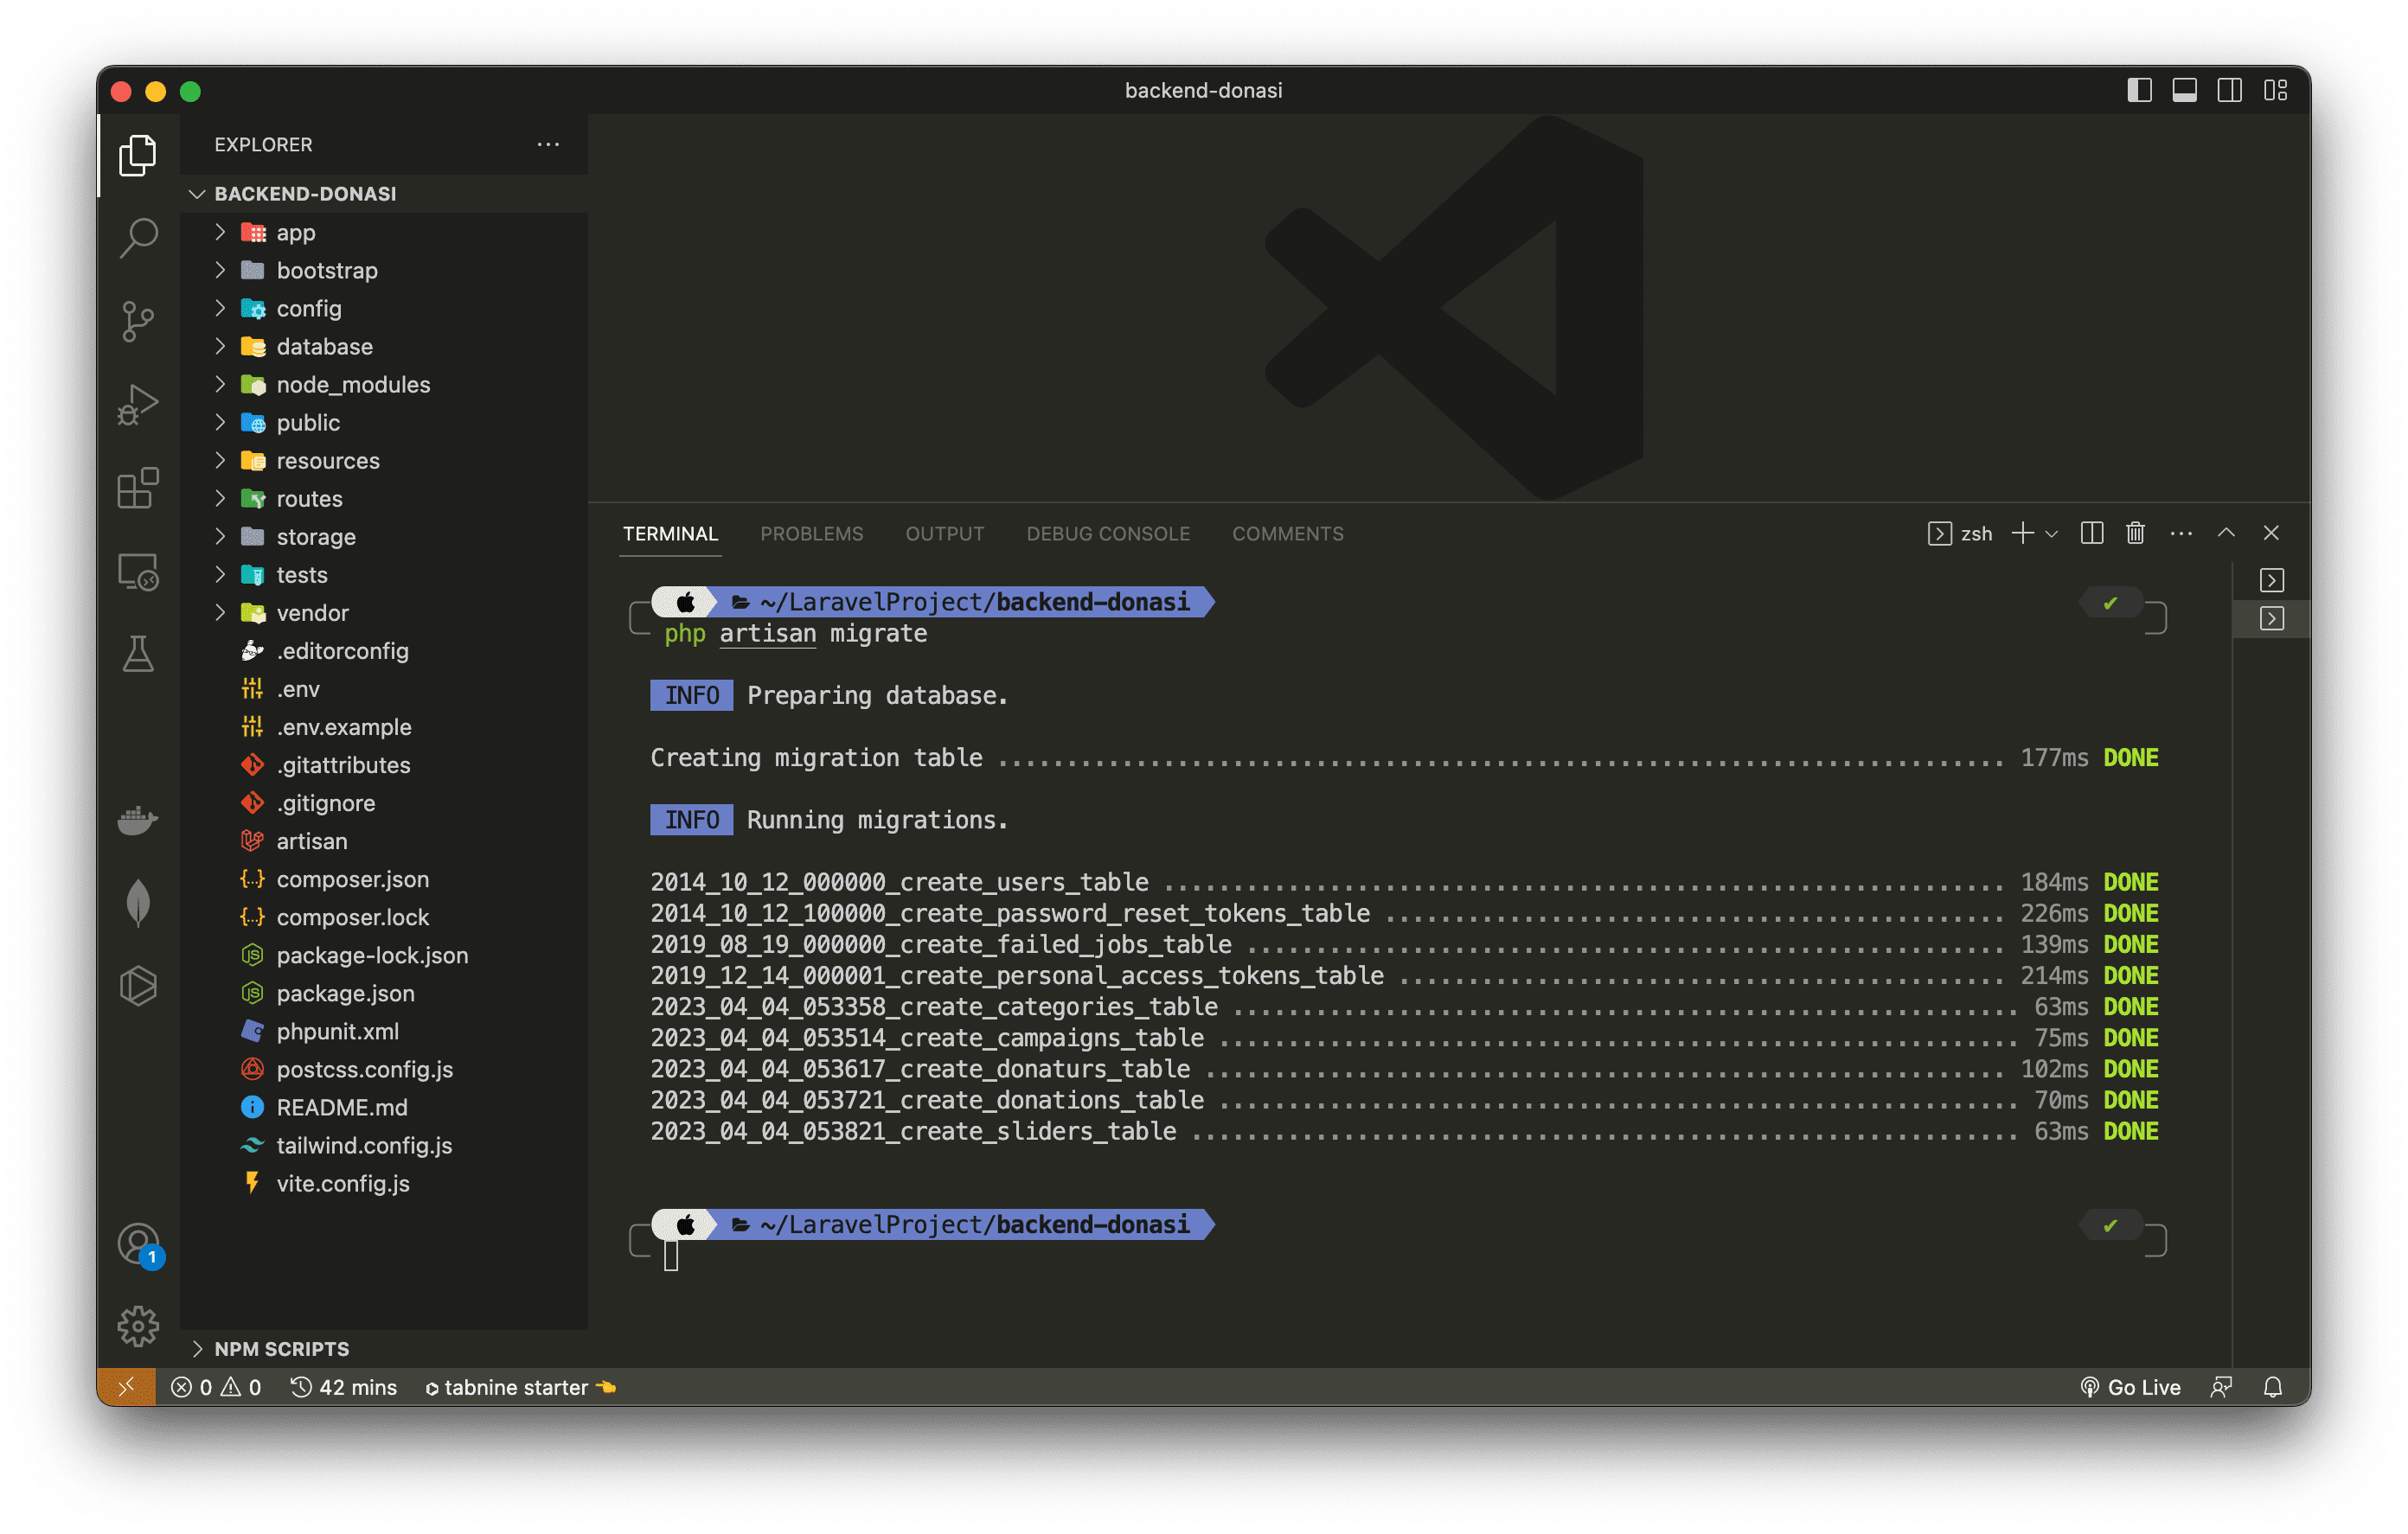 backend-donasi
EXPLORER
BACKEND-DONASI
app
bootstrap
config
database
node_modules
public
resources
routes
storage
tests
vendor
.editorconfig
.env
.env.example
.gitattributes
.gitignore
artisan
composer.json
composer.lock
package-lock.json
package.json
phpunit.xml
postcss.config.js
README.md
tailwind.config.js
vite.config.js
NPM SCRIPTS
TERMINAL PROBLEMS OUTPUT DEBUG CONSOLE COMMENTS zsh
~/LaravelProject/backend-donasi
php artisan migrate
INFO Preparing database.
Creating migration table ......................................................................... 177ms DONE
INFO Running migrations.
2014_10_12_000000_create_users_table ............................................................. 184ms DONE
2014_10_12_100000_create_password_reset_tokens_table ............................................. 226ms DONE
2019_08_19_000000_create_failed_jobs_table ....................................................... 139ms DONE
2019_12_14_000001_create_personal_access_tokens_table ............................................ 214ms DONE
2023_04_04_053358_create_categories_table ......................................................... 63ms DONE
2023_04_04_053514_create_campaigns_table .......................................................... 75ms DONE
2023_04_04_053617_create_donaturs_table .......................................................... 102ms DONE
2023_04_04_053721_create_donations_table .......................................................... 70ms DONE
2023_04_04_053821_create_sliders_table ............................................................ 63ms DONE
~/LaravelProject/backend-donasi
1
0 0 42 mins tabnine starter Go Live